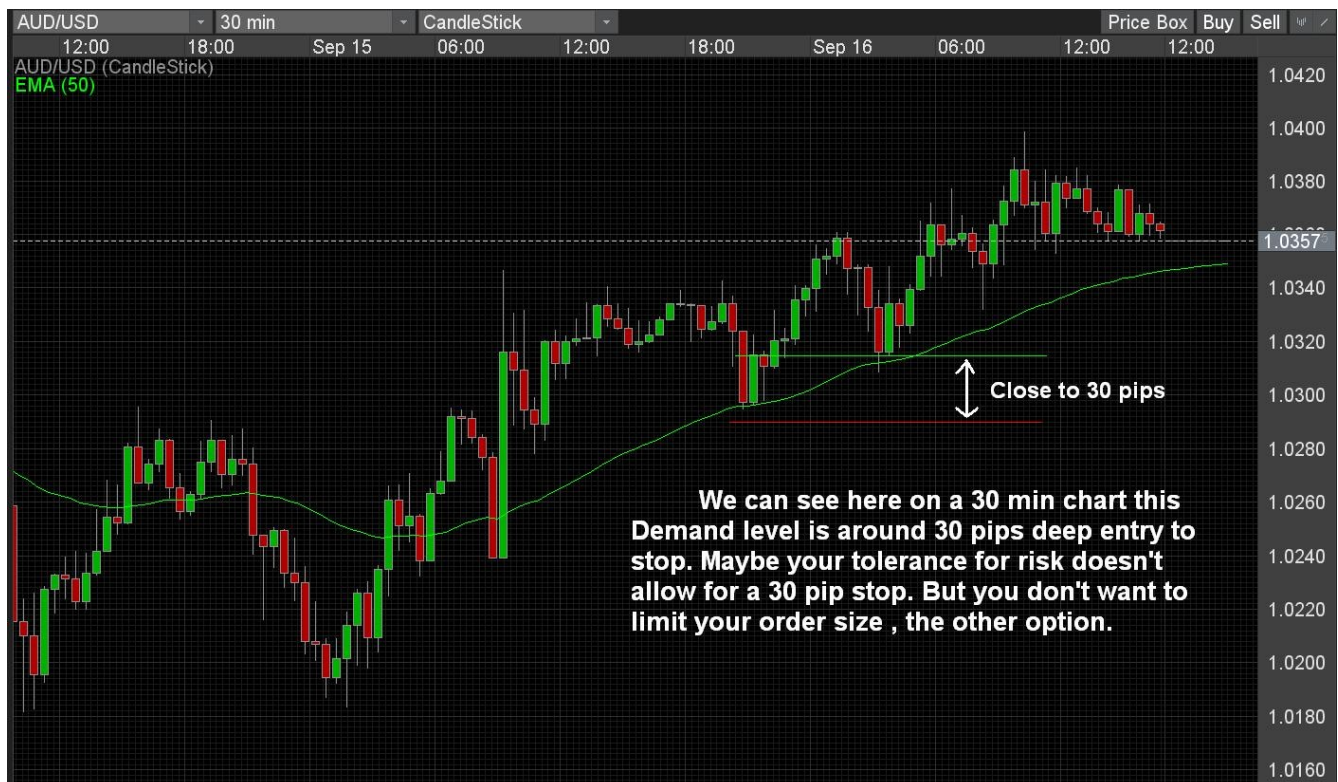 AUD/USD 30 min CandleStick Price Box Buy Sell
12:00 18:00 Sep 15 06:00 12:00 18:00 Sep 16 06:00 12:00 12:00
AUD/USD (CandleStick)
EMA (50)
1.0420
1.0400
1.0380
1.0357
1.0340
1.0320
1.0300
1.0280
1.0260
1.0240
1.0220
1.0200
1.0180
1.0160
Close to 30 pips
We can see here on a 30 min chart this
Demand level is around 30 pips deep entry to
stop. Maybe your tolerance for risk doesn't
allow for a 30 pip stop. But you don't want to
limit your order size , the other option.